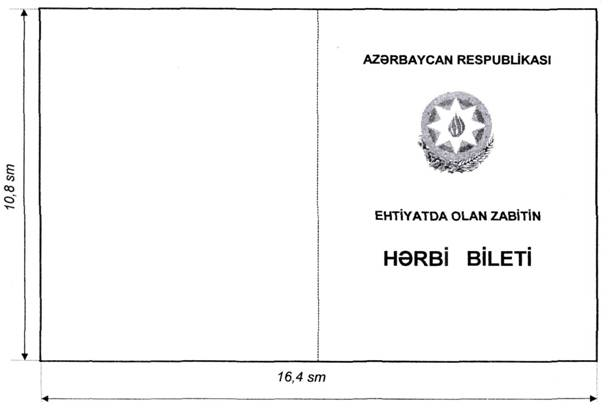 AZƏRBAYCAN RESPUBLİKASI
EHTİYATDA OLAN ZABİTİN
HƏRBİ BİLETİ
10,8 sm
16,4 sm